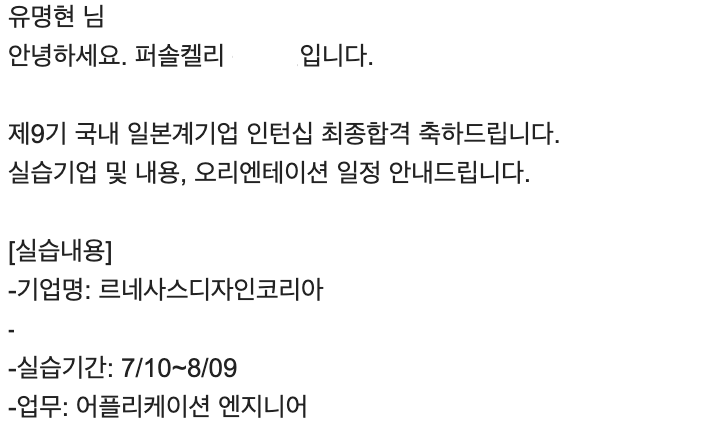 유명현 님
안녕하세요. 퍼솔켈리 입니다.
제9기 국내 일본계기업 인턴십 최종합격 축하드립니다.
실습기업 및 내용, 오리엔테이션 일정 안내드립니다.
[실습내용]
-기업명: 르네사스디자인코리아
-
-실습기간: 7/10~8/09
-업무: 어플리케이션 엔지니어